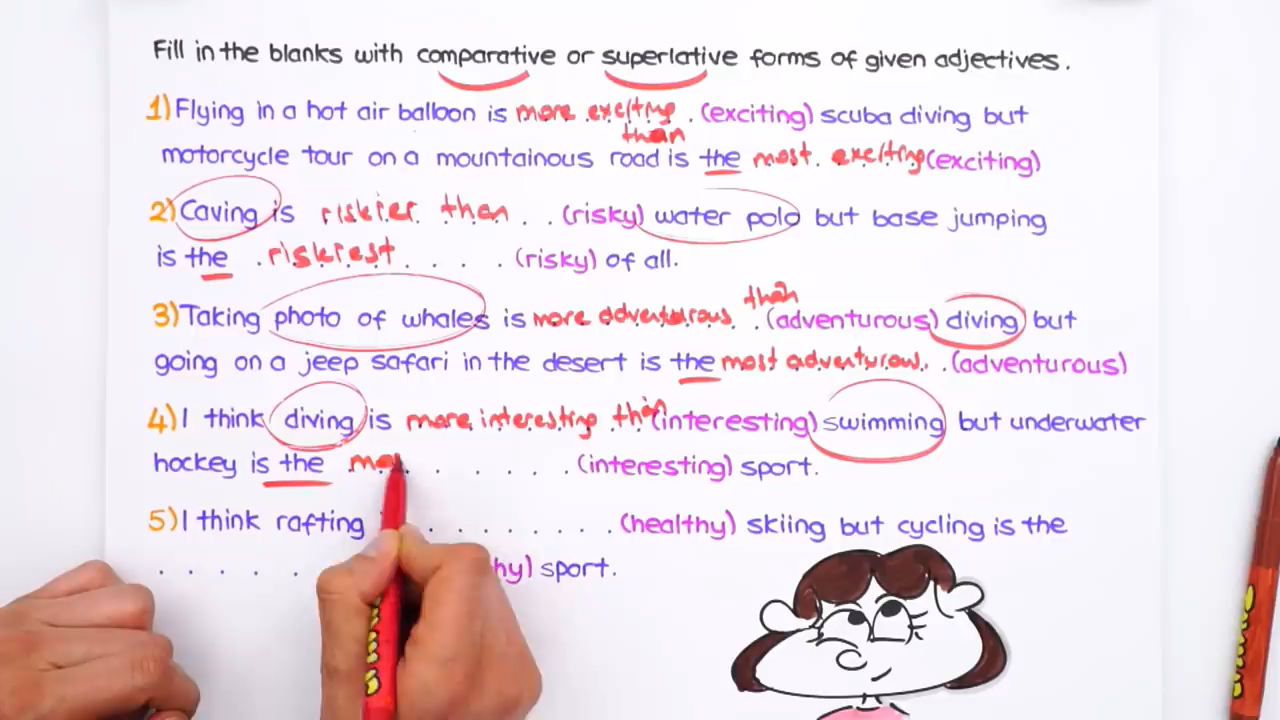 Fill in the blanks with comparative or superlative forms of given adjectives.
1) Flying in a hot air balloon is more exciting . (exciting) scuba diving but
than
motorcycle tour on a mountainous road is the most exciting (exciting)
2) Caving is riskier than . . (risky) water polo but base jumping
is the . riskiest . . . . (risky) of all.
than
3) Taking photo of whales is more adventurous . (adventurous) diving but
going on a jeep safari in the desert is the most adventurous . . (adventurous)
4) I think diving is more interesting than (interesting) swimming but underwater
hockey is the mos . . . . . . (interesting) sport.
5) I think rafting . . . . . . . . (healthy) skiing but cycling is the
. . . . . hy) sport.